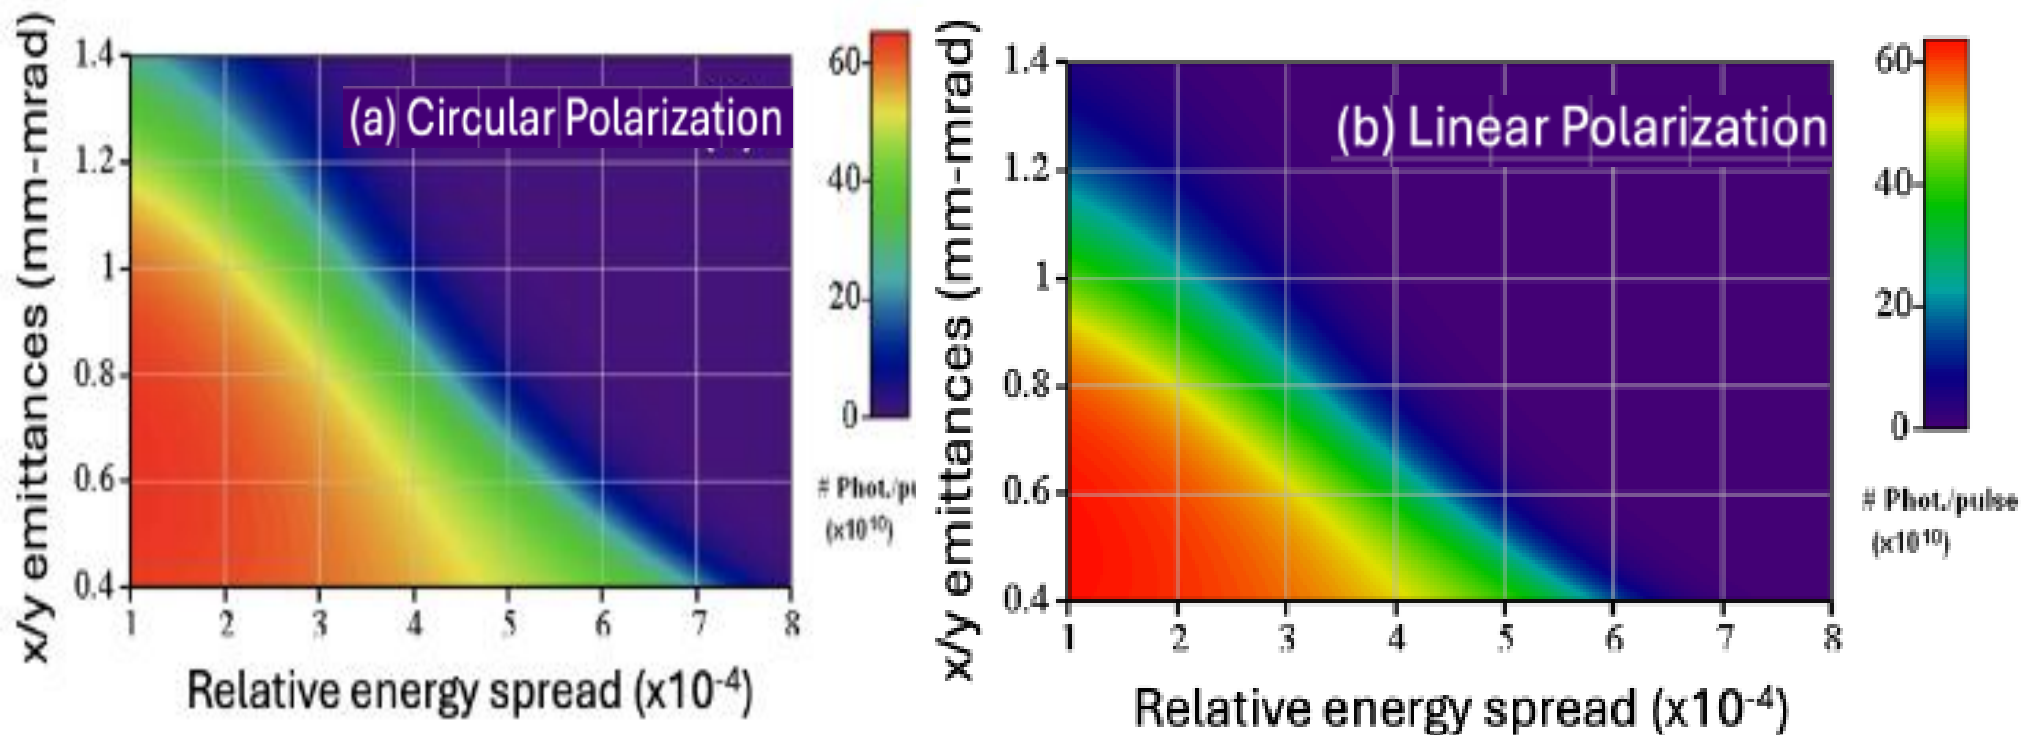 x/y emittances (mm-mrad)
1.4
1.2
1
0.8
0.6
0.4
1 2 3 4 5 6 7 8
Relative energy spread (x10-4)
(a) Circular Polarization
60
40
20
0
# Phot./pu
(x10¹⁰)
x/y emittances (mm-mrad)
1.4
1.2
1
0.8
0.6
0.4
1 2 3 4 5 6 7 8
Relative energy spread (x10-4)
(b) Linear Polarization
60
40
20
0
# Phot./pulse
(x10¹⁰)